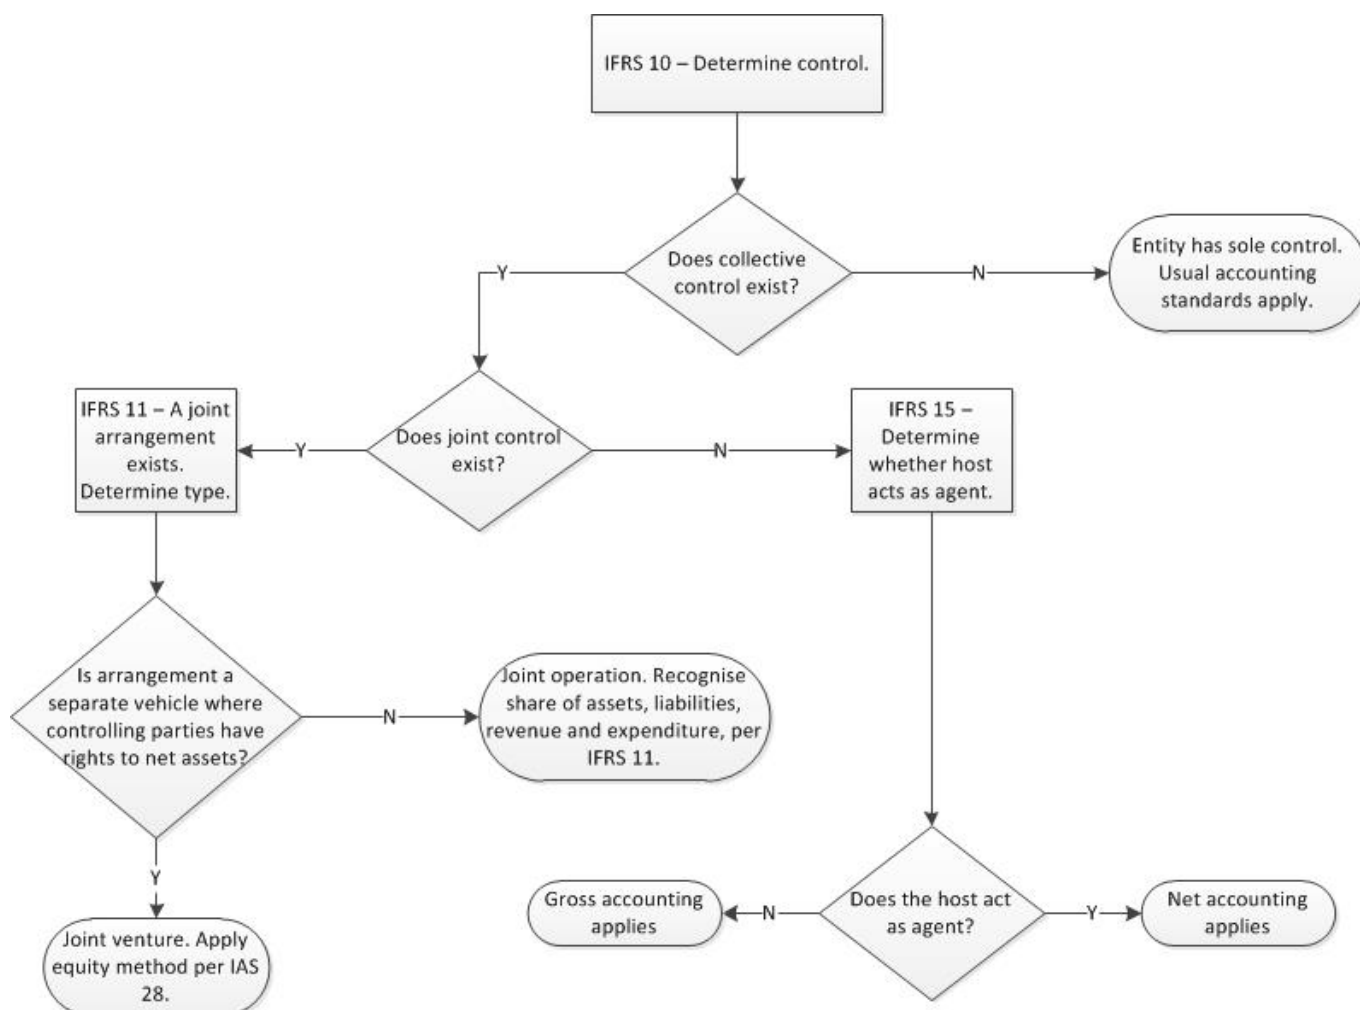 IFRS 10 – Determine control.
Does collective
control exist?
Y
N
Entity has sole control.
Usual accounting
standards apply.
IFRS 11 – A joint
arrangement
exists.
Determine type.
Y
Does joint control
exist?
N
IFRS 15 –
Determine
whether host
acts as agent.
Is arrangement a
separate vehicle where
controlling parties have
rights to net assets?
N
Joint operation. Recognise
share of assets, liabilities,
revenue and expenditure, per
IFRS 11.
Y
Joint venture. Apply
equity method per IAS
28.
Gross accounting
applies
N
Does the host act
as agent?
Y
Net accounting
applies